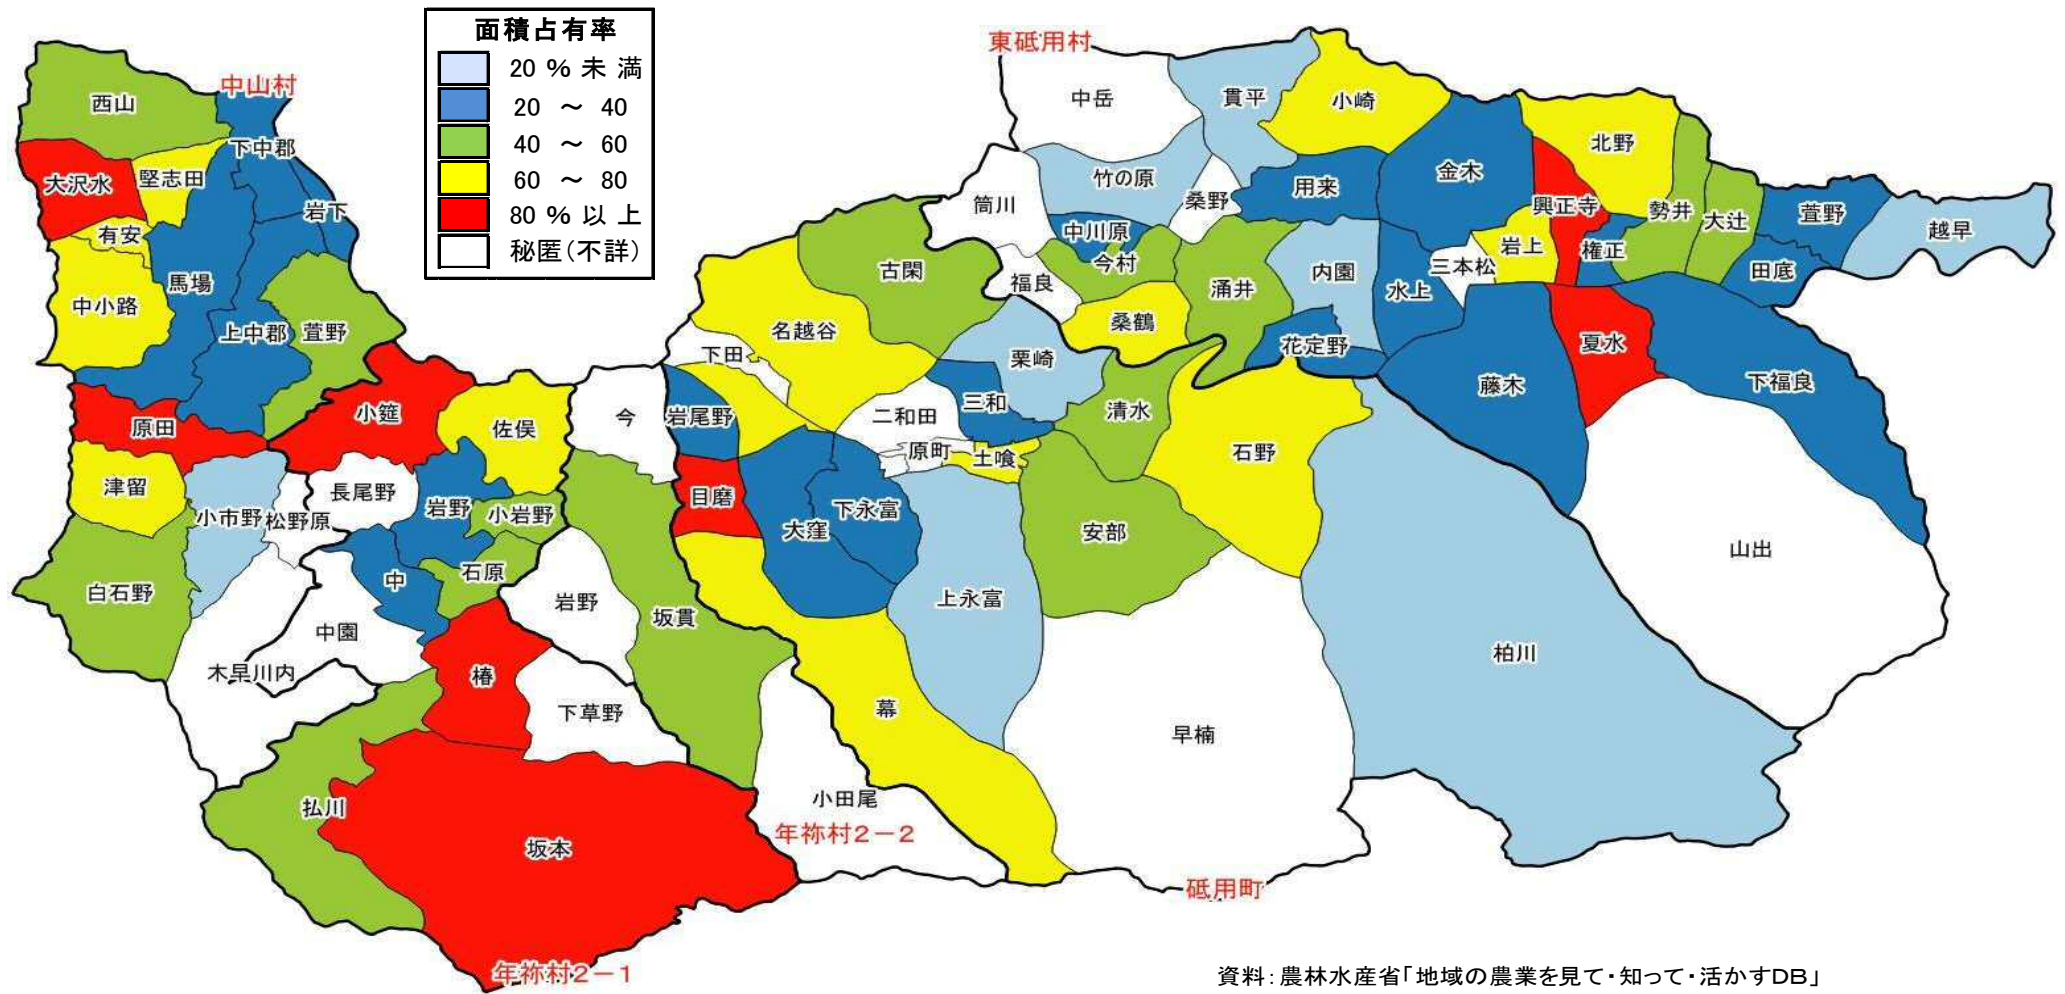 面積占有率
20 % 未 満
20 ～ 40
40 ～ 60
60 ～ 80
80 % 以 上
秘匿(不詳)
中山村
西山
下中郡
大沢水
堅志田
岩下
有安
馬場
中小路
上中郡
萱野
原田
小筵
佐俣
今
津留
長尾野
岩野
小岩野
小市野
松野原
白石野
中
石原
岩野
坂貫
中園
木早川内
椿
下草野
払川
坂本
年祢村2－1
小田尾
年祢村2－2
東砥用村
中岳
貫平
小崎
北野
竹の原
桑野
用来
金木
筒川
中川原
興正寺
勢井
大辻
萱野
越早
今村
岩上
権正
田底
古閑
福良
涌井
内園
水上
三本松
名越谷
桑鶴
下田
栗崎
花定野
夏水
藤木
下福良
岩尾野
二和田
三和
清水
原町
土喰
石野
目磨
大窪
下永富
安部
山出
上永富
柏川
幕
早楠
砥用町
資料：農林水産省「地域の農業を見て・知って・活かすDB」